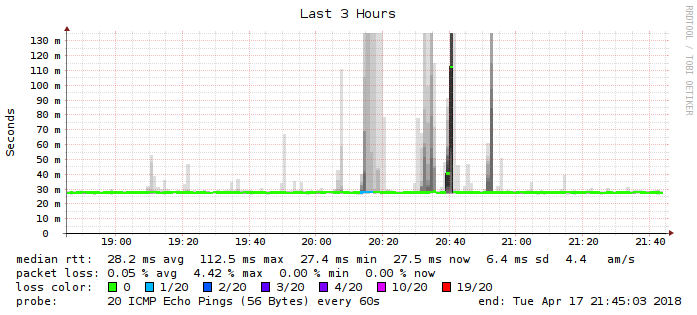 Last 3 Hours
RRDTOOL / TOBI OETIKER
Seconds
130 m
120 m
110 m
100 m
90 m
80 m
70 m
60 m
50 m
40 m
30 m
20 m
10 m
0
19:00 19:20 19:40 20:00 20:20 20:40 21:00 21:20 21:40
median rtt: 28.2 ms avg 112.5 ms max 27.4 ms min 27.5 ms now 6.4 ms sd 4.4 am/s
packet loss: 0.05 % avg 4.42 % max 0.00 % min 0.00 % now
loss color: 0 1/20 2/20 3/20 4/20 10/20 19/20
probe: 20 ICMP Echo Pings (56 Bytes) every 60s end: Tue Apr 17 21:45:03 2018